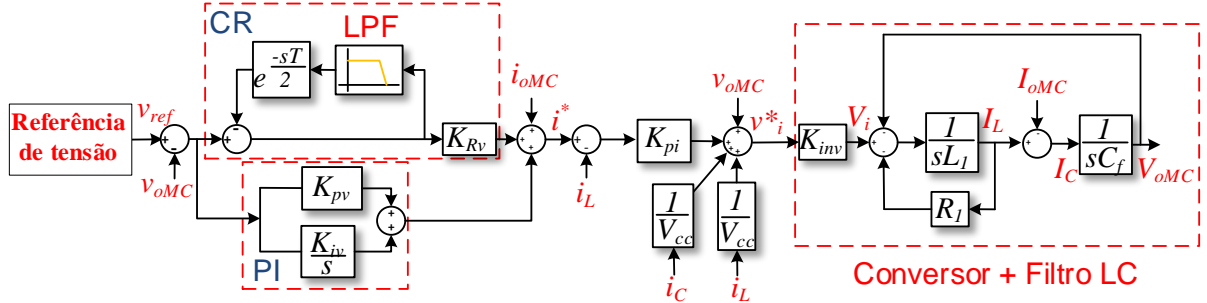 CR
LPF
e
-sT
2
i_oMC
v_oMC
I_oMC
v_ref
Referência
de tensão
K_Rv
i*
K_pi
v*_i
K_inv
V_i
1
sL_1
I_L
I_C
1
sC_f
V_oMC
v_oMC
i_L
R_1
K_pv
K_iv
s
PI
1
V_cc
1
V_cc
i_C
i_L
Conversor + Filtro LC